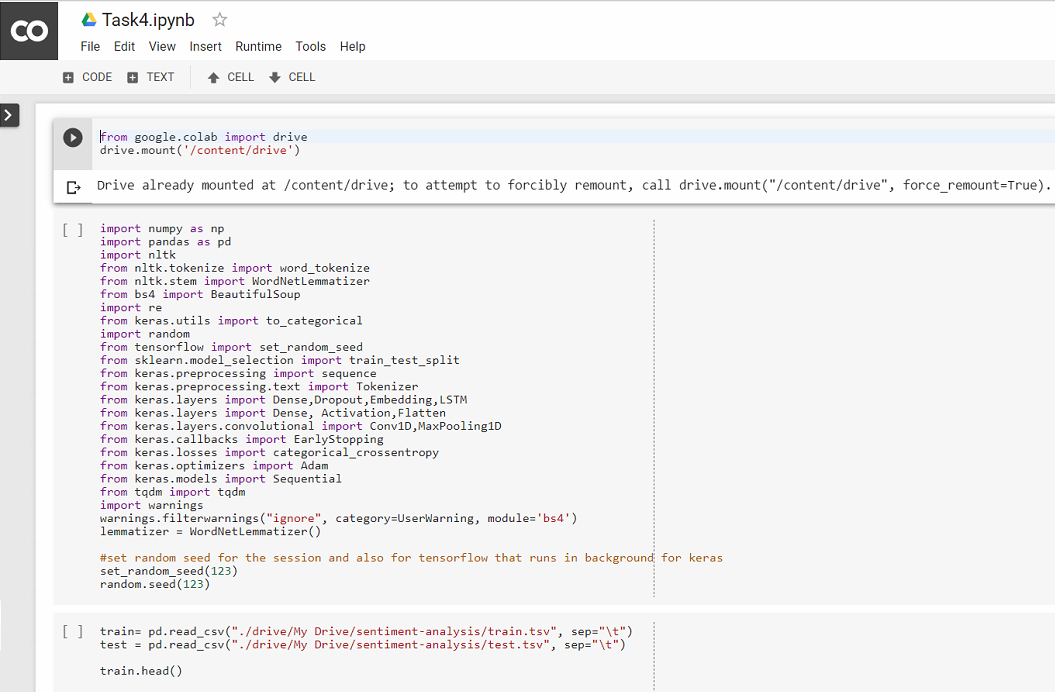 CO
Task4.ipynb
File Edit View Insert Runtime Tools Help
CODE TEXT CELL CELL
from google.colab import drive
drive.mount('/content/drive')
Drive already mounted at /content/drive; to attempt to forcibly remount, call drive.mount("/content/drive", force_remount=True).
[ ] import numpy as np
import pandas as pd
import nltk
from nltk.tokenize import word_tokenize
from nltk.stem import WordNetLemmatizer
from bs4 import BeautifulSoup
import re
from keras.utils import to_categorical
import random
from tensorflow import set_random_seed
from sklearn.model_selection import train_test_split
from keras.preprocessing import sequence
from keras.preprocessing.text import Tokenizer
from keras.layers import Dense,Dropout,Embedding,LSTM
from keras.layers import Dense, Activation,Flatten
from keras.layers.convolutional import Conv1D,MaxPooling1D
from keras.callbacks import EarlyStopping
from keras.losses import categorical_crossentropy
from keras.optimizers import Adam
from keras.models import Sequential
from tqdm import tqdm
import warnings
warnings.filterwarnings("ignore", category=UserWarning, module='bs4')
lemmatizer = WordNetLemmatizer()
#set random seed for the session and also for tensorflow that runs in background for keras
set_random_seed(123)
random.seed(123)
[ ] train= pd.read_csv("./drive/My Drive/sentiment-analysis/train.tsv", sep="\t")
test = pd.read_csv("./drive/My Drive/sentiment-analysis/test.tsv", sep="\t")
train.head()